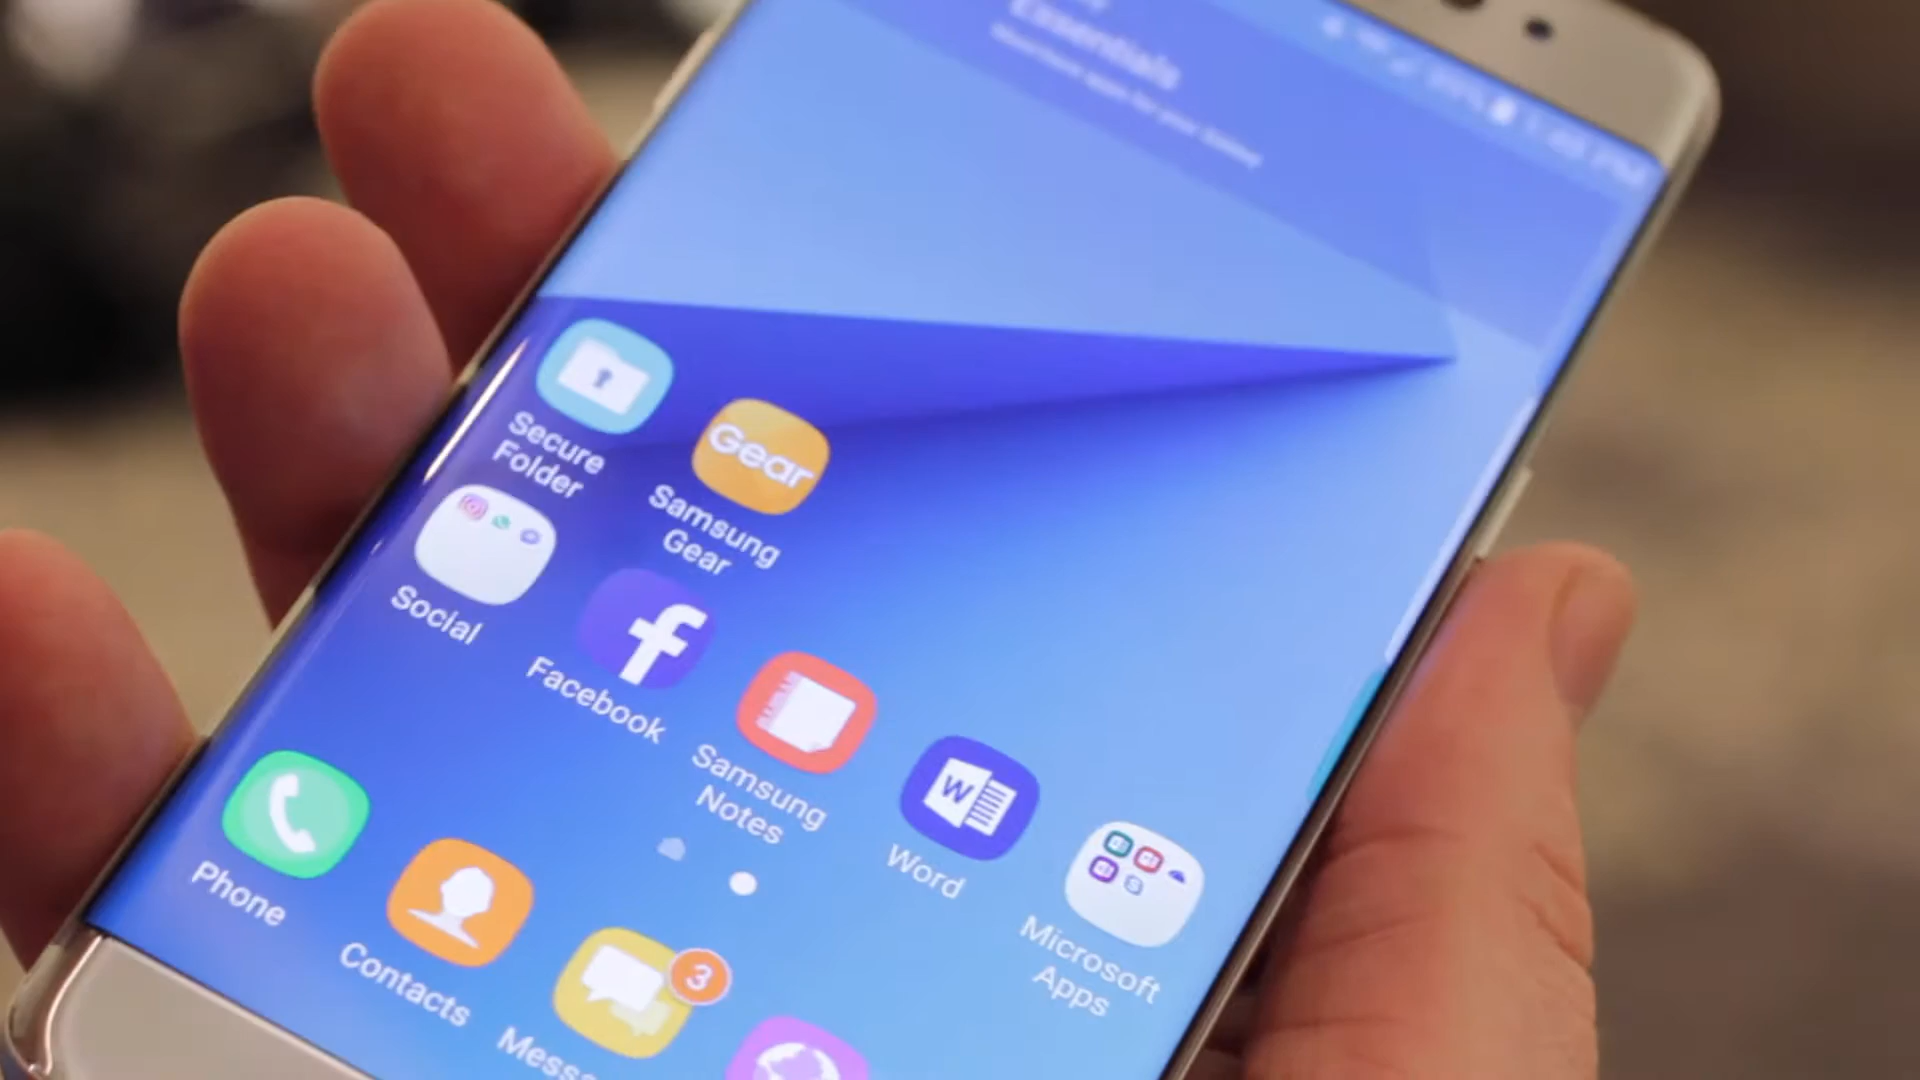 Essentials
Secure
Folder
Gear
Samsung
Gear
Social
f
Facebook
Samsung
Notes
W
Word
Microsoft
Apps
Phone
Contacts
3